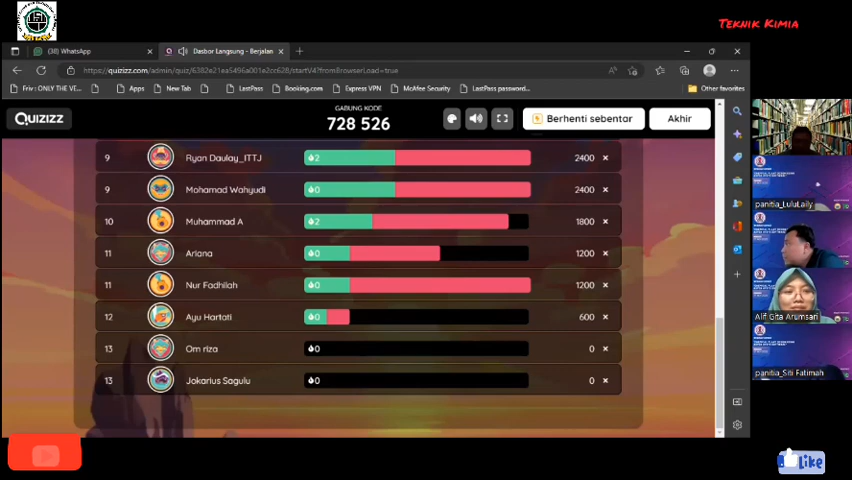 TEKNIK KIMIA
(38) WhatsApp
Dasbor Langsung - Berjalan
https://quizizz.com/admin/quiz/6382e21ea5496a001e2cc628/startV4?fromBrowserLoad=true
Friv : ONLY THE VE...
Apps
New Tab
LastPass
Booking.com
Express VPN
McAfee Security
LastPass password...
Other favorites
QUIZIZZ
GABUNG KODE
728 526
Berhenti sebentar
Akhir
9 Ryan Daulay_ITTJ 2 2400
9 Mohamad Wahyudi 0 2400
10 Muhammad A 2 1800
11 Ariana 0 1200
11 Nur Fadhilah 0 1200
12 Ayu Hartati 0 600
13 Om riza 0 0
13 Jokarius Sagulu 0 0
panitia_LuluLaily
Alif Gita Arumsari
panitia_Siti Fatimah
Like